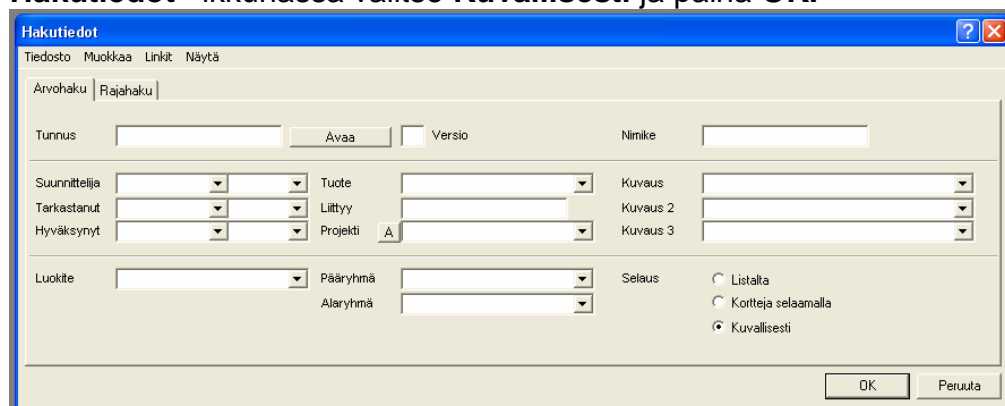 Hakutiedot -ikkunassa valitse Kuvallisesti ja paina OK.
Hakutiedot
Tiedosto Muokkaa Linkit Näytä
Arvohaku Rajahaku
Tunnus Avaa Versio Nimike
Suunnittelija Tuote Kuvaus
Tarkastanut Liittyy Kuvaus 2
Hyväksynyt Projekti A Kuvaus 3
Luokite Pääryhmä Selaus Listalta
Alaryhmä Kortteja selaamalla
Kuvallisesti
OK Peruuta